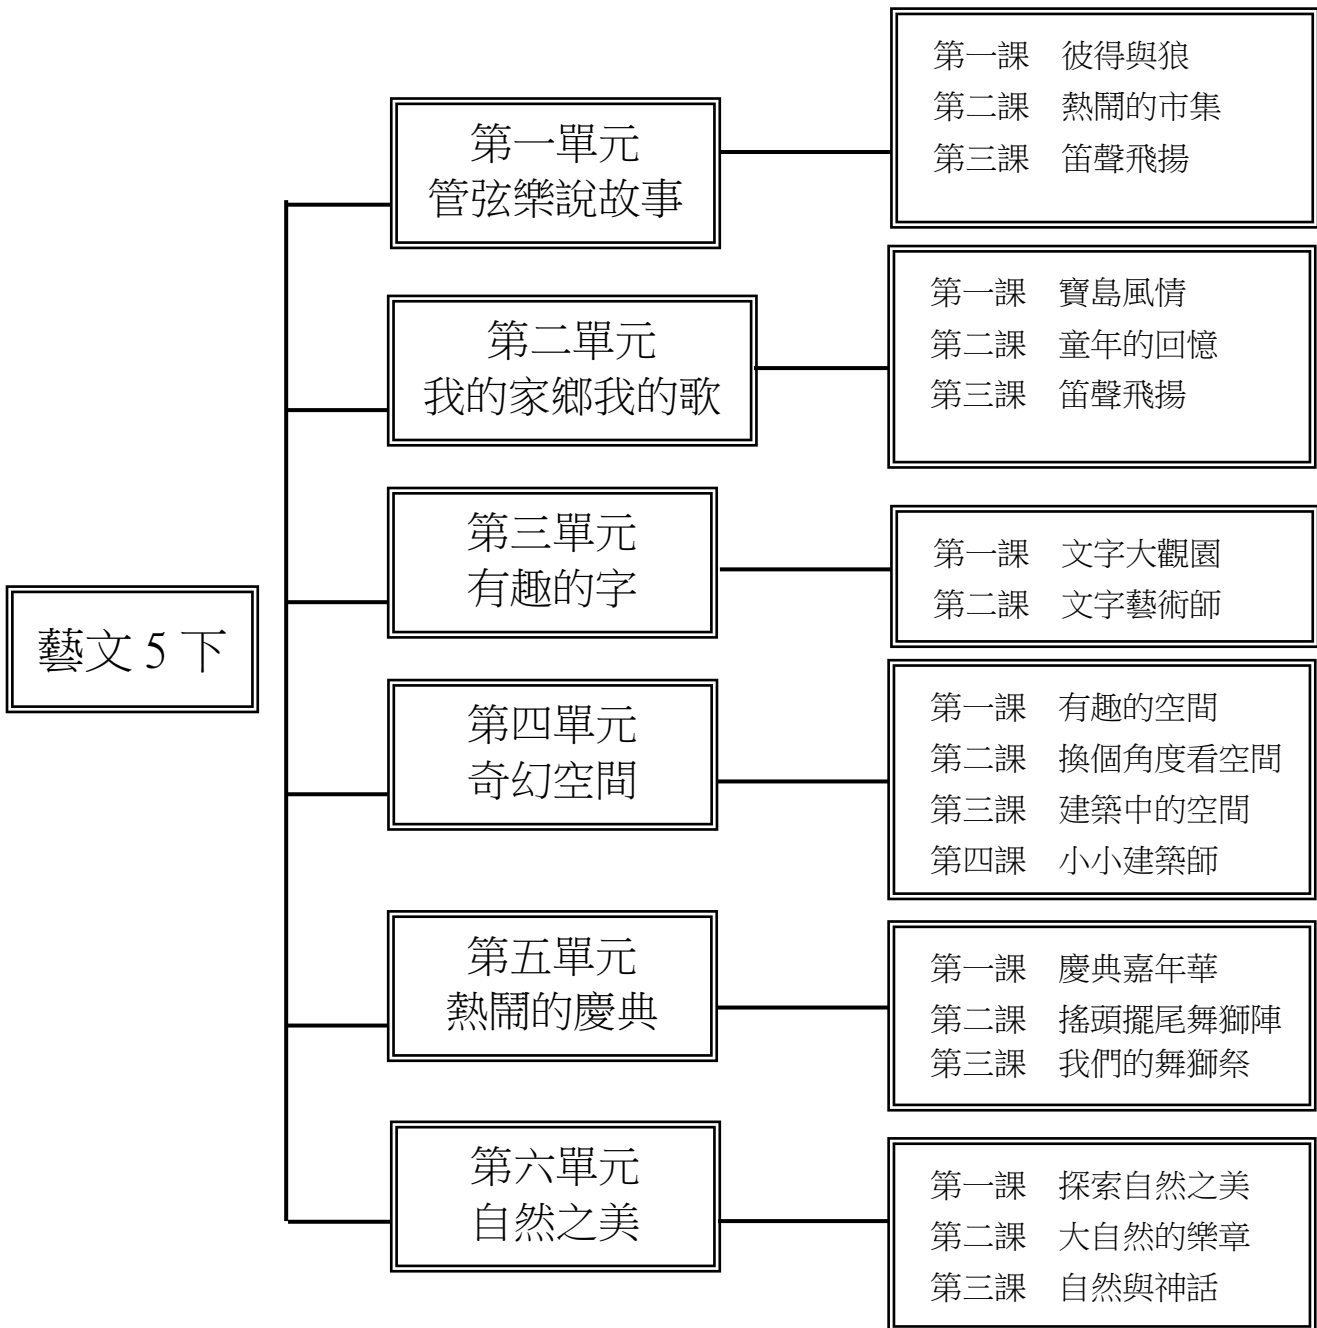 藝文 5 下
第一單元
管弦樂說故事
第一課 彼得與狼
第二課 熱鬧的市集
第三課 笛聲飛揚
第二單元
我的家鄉我的歌
第一課 寶島風情
第二課 童年的回憶
第三課 笛聲飛揚
第三單元
有趣的字
第一課 文字大觀園
第二課 文字藝術師
第四單元
奇幻空間
第一課 有趣的空間
第二課 換個角度看空間
第三課 建築中的空間
第四課 小小建築師
第五單元
熱鬧的慶典
第一課 慶典嘉年華
第二課 搖頭擺尾舞獅陣
第三課 我們的舞獅祭
第六單元
自然之美
第一課 探索自然之美
第二課 大自然的樂章
第三課 自然與神話